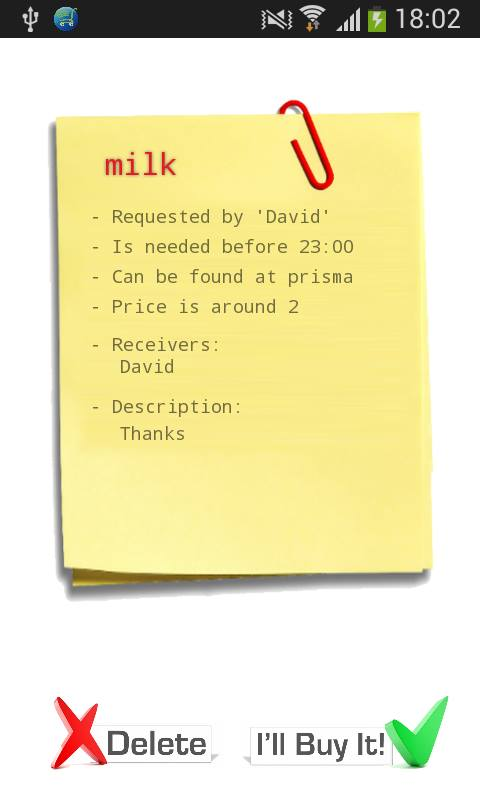 18:02
milk
- Requested by 'David'
- Is needed before 23:00
- Can be found at prisma
- Price is around 2
- Receivers:
David
- Description:
Thanks
Delete
I'll Buy It!